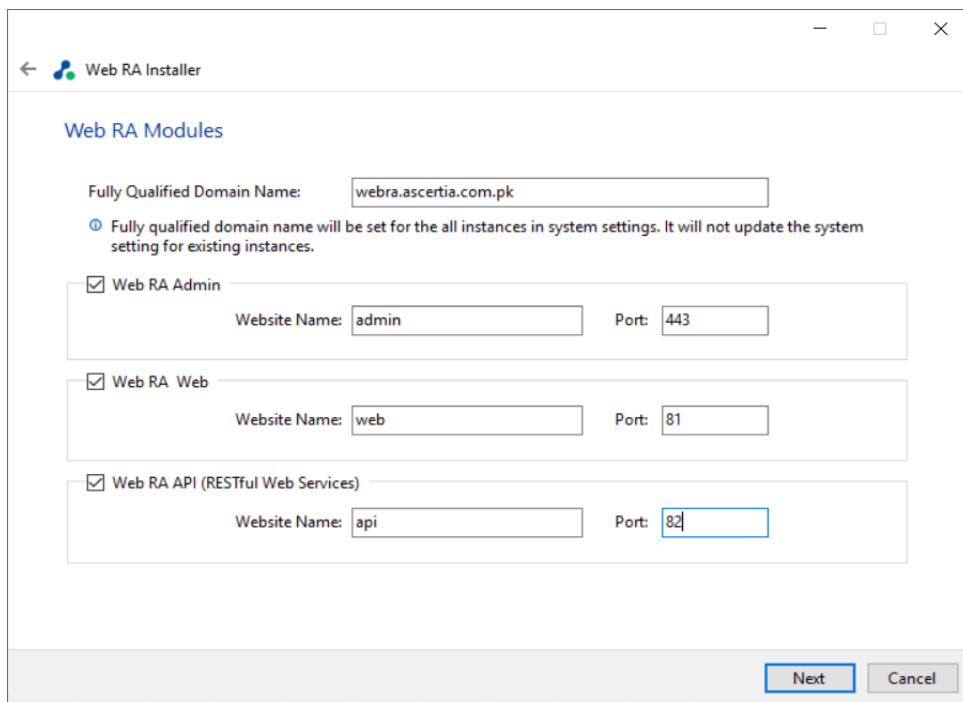 Web RA Installer
Web RA Modules
Fully Qualified Domain Name: webra.ascertia.com.pk
Fully qualified domain name will be set for the all instances in system settings. It will not update the system
setting for existing instances.
Web RA Admin
Website Name: admin Port: 443
Web RA Web
Website Name: web Port: 81
Web RA API (RESTful Web Services)
Website Name: api Port: 82
Next Cancel